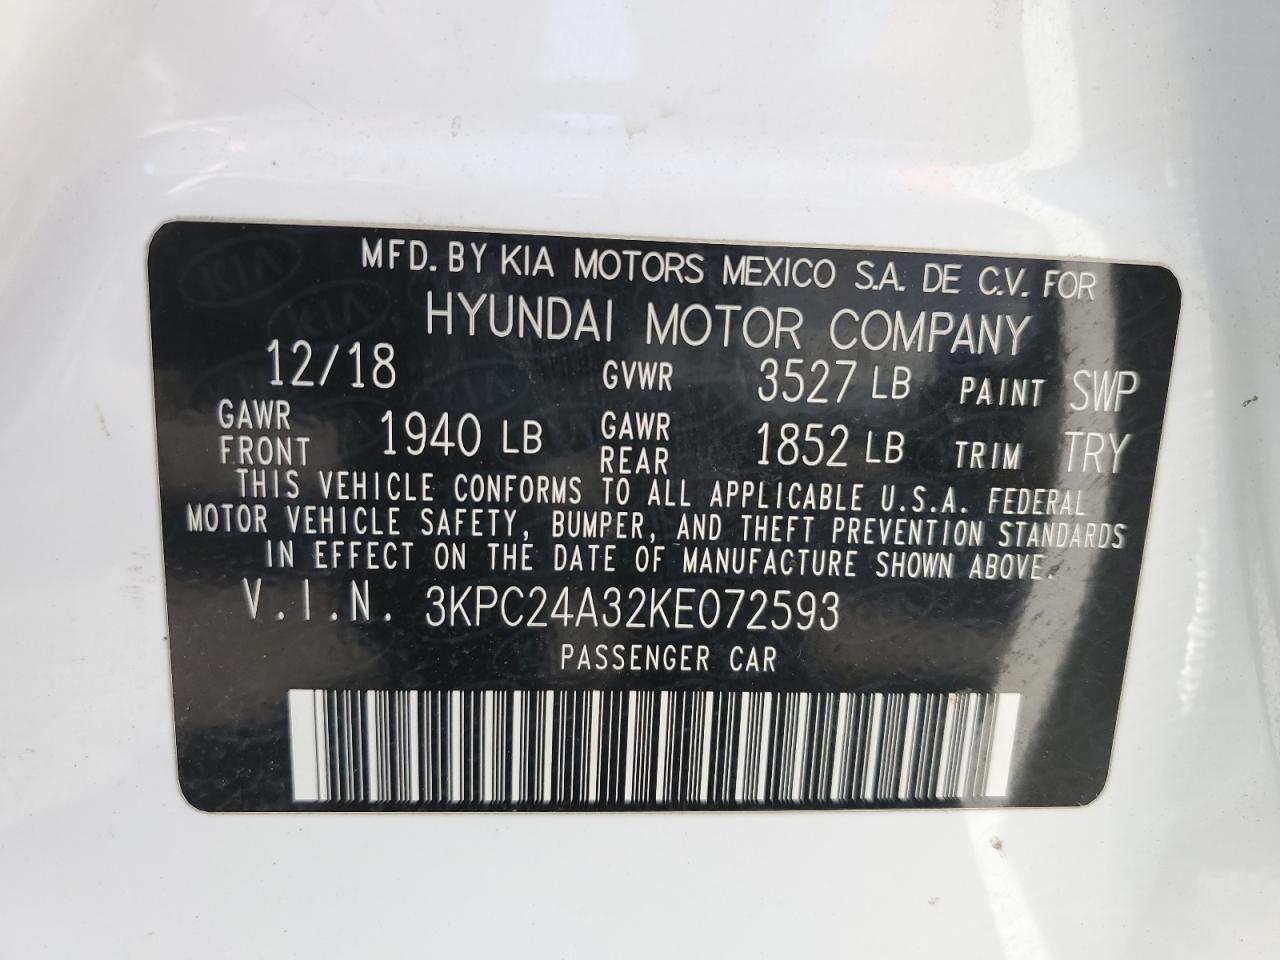 MFD. BY KIA MOTORS MEXICO S.A. DE C.V. FOR
HYUNDAI MOTOR COMPANY
12/18 GVWR 3527 LB PAINT SWP
GAWR FRONT 1940 LB GAWR REAR 1852 LB TRIM TRY
THIS VEHICLE CONFORMS TO ALL APPLICABLE U.S.A. FEDERAL
MOTOR VEHICLE SAFETY, BUMPER, AND THEFT PREVENTION STANDARDS
IN EFFECT ON THE DATE OF MANUFACTURE SHOWN ABOVE.
V.I.N. 3KPC24A32KE072593
PASSENGER CAR